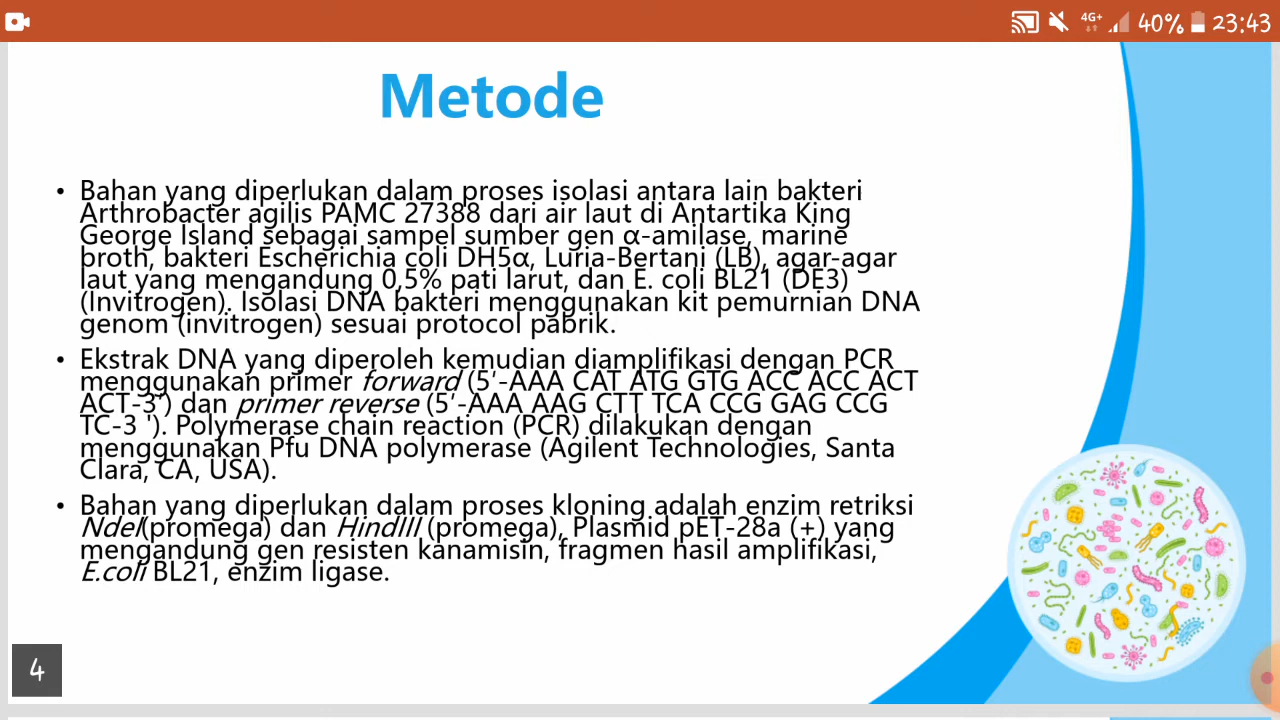 4G+ 40% 23:43
Metode
• Bahan yang diperlukan dalam proses isolasi antara lain bakteri
Arthrobacter agilis PAMC 27388 dari air laut di Antartika King
George Island sebagai sampel sumber gen α-amilase, marine
broth, bakteri Escherichia coli DH5α, Luria-Bertani (LB), agar-agar
laut yang mengandung 0,5% pati larut, dan E. coli BL21 (DE3)
(Invitrogen). Isolasi DNA bakteri menggunakan kit pemurnian DNA
genom (invitrogen) sesuai protocol pabrik.
• Ekstrak DNA yang diperoleh kemudian diamplifikasi dengan PCR
menggunakan primer forward (5′-AAA CAT ATG GTG ACC ACC ACT
ACT-3′) dan primer reverse (5′-AAA AAG CTT TCA CCG GAG CCG
TC-3 '). Polymerase chain reaction (PCR) dilakukan dengan
menggunakan Pfu DNA polymerase (Agilent Technologies, Santa
Clara, CA, USA).
• Bahan yang diperlukan dalam proses kloning adalah enzim retriksi
NdeI(promega) dan HindIII (promega), Plasmid pET-28a (+) yang
mengandung gen resisten kanamisin, fragmen hasil amplifikasi,
E.coli BL21, enzim ligase.
4